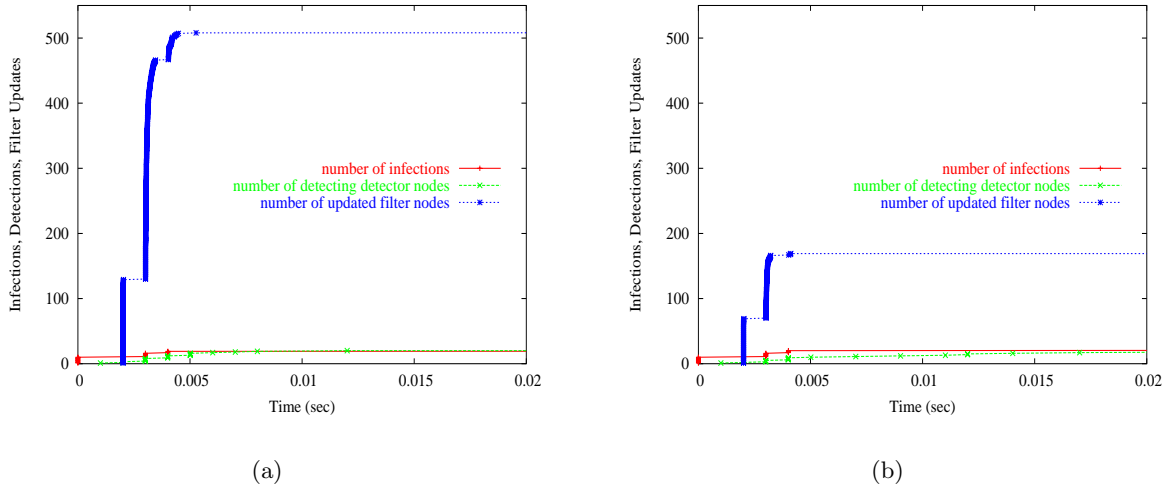 Infections, Detections, Filter Updates
550
500
400
300
200
100
0
number of infections
number of detecting detector nodes
number of updated filter nodes
0
0.005
0.01
0.015
0.02
Time (sec)
(a)
Infections, Detections, Filter Updates
500
400
300
200
100
0
number of infections
number of detecting detector nodes
number of updated filter nodes
0
0.005
0.01
0.015
0.02
Time (sec)
(b)